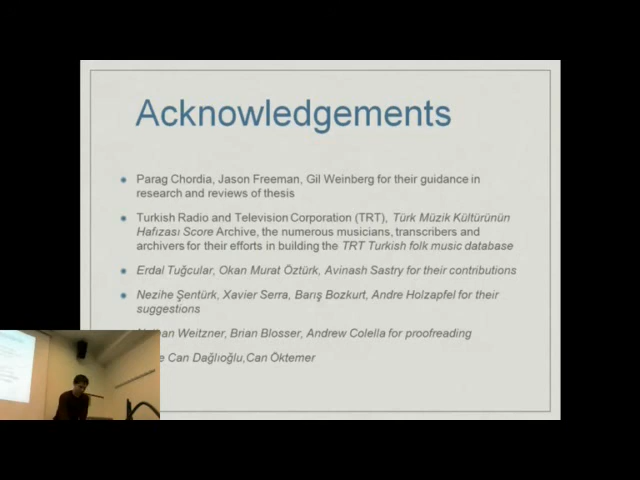 Acknowledgements
Parag Chordia, Jason Freeman, Gil Weinberg for their guidance in
research and reviews of thesis
Turkish Radio and Television Corporation (TRT), Türk Müzik Kültürünün
Hafızası Score Archive, the numerous musicians, transcribers and
archivers for their efforts in building the TRT Turkish folk music database
Erdal Tuğcular, Okan Murat Öztürk, Avinash Sastry for their contributions
Nezihe Şentürk, Xavier Serra, Barış Bozkurt, Andre Holzapfel for their
suggestions
Weitzner, Brian Blosser, Andrew Colella for proofreading
Can Dağlıoğlu,Can Öktemer